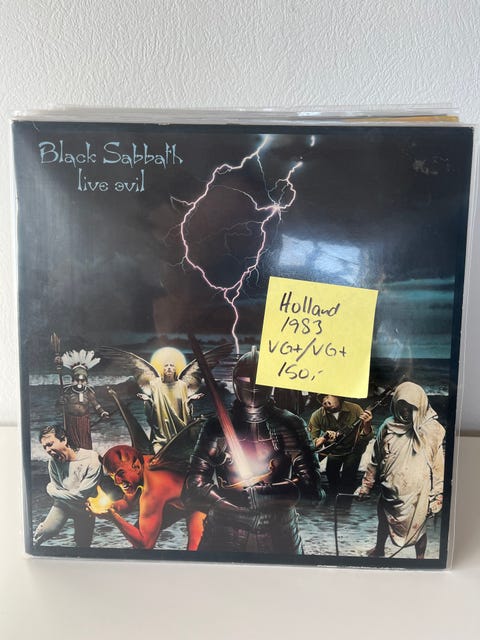 Black Sabbath
live evil
Holland
1983
VG+/VG+
150,-